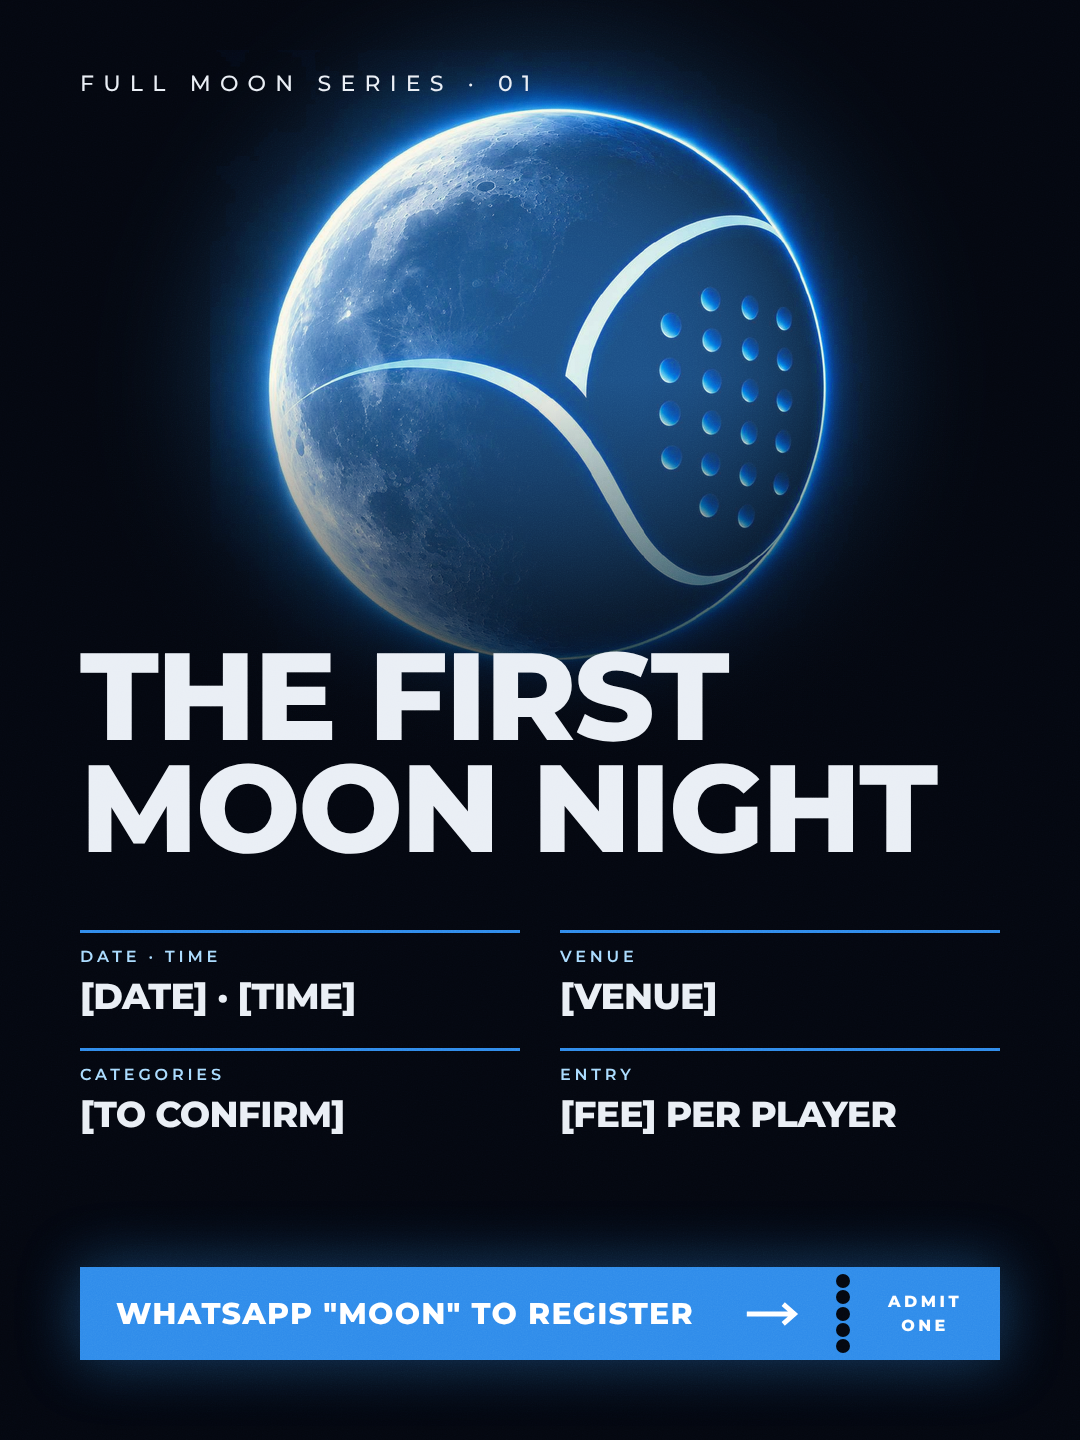 FULL MOON SERIES · 01
THE FIRST
MOON NIGHT
DATE · TIME
[DATE] · [TIME]
VENUE
[VENUE]
CATEGORIES
[TO CONFIRM]
ENTRY
[FEE] PER PLAYER
WHATSAPP "MOON" TO REGISTER →
ADMIT
ONE